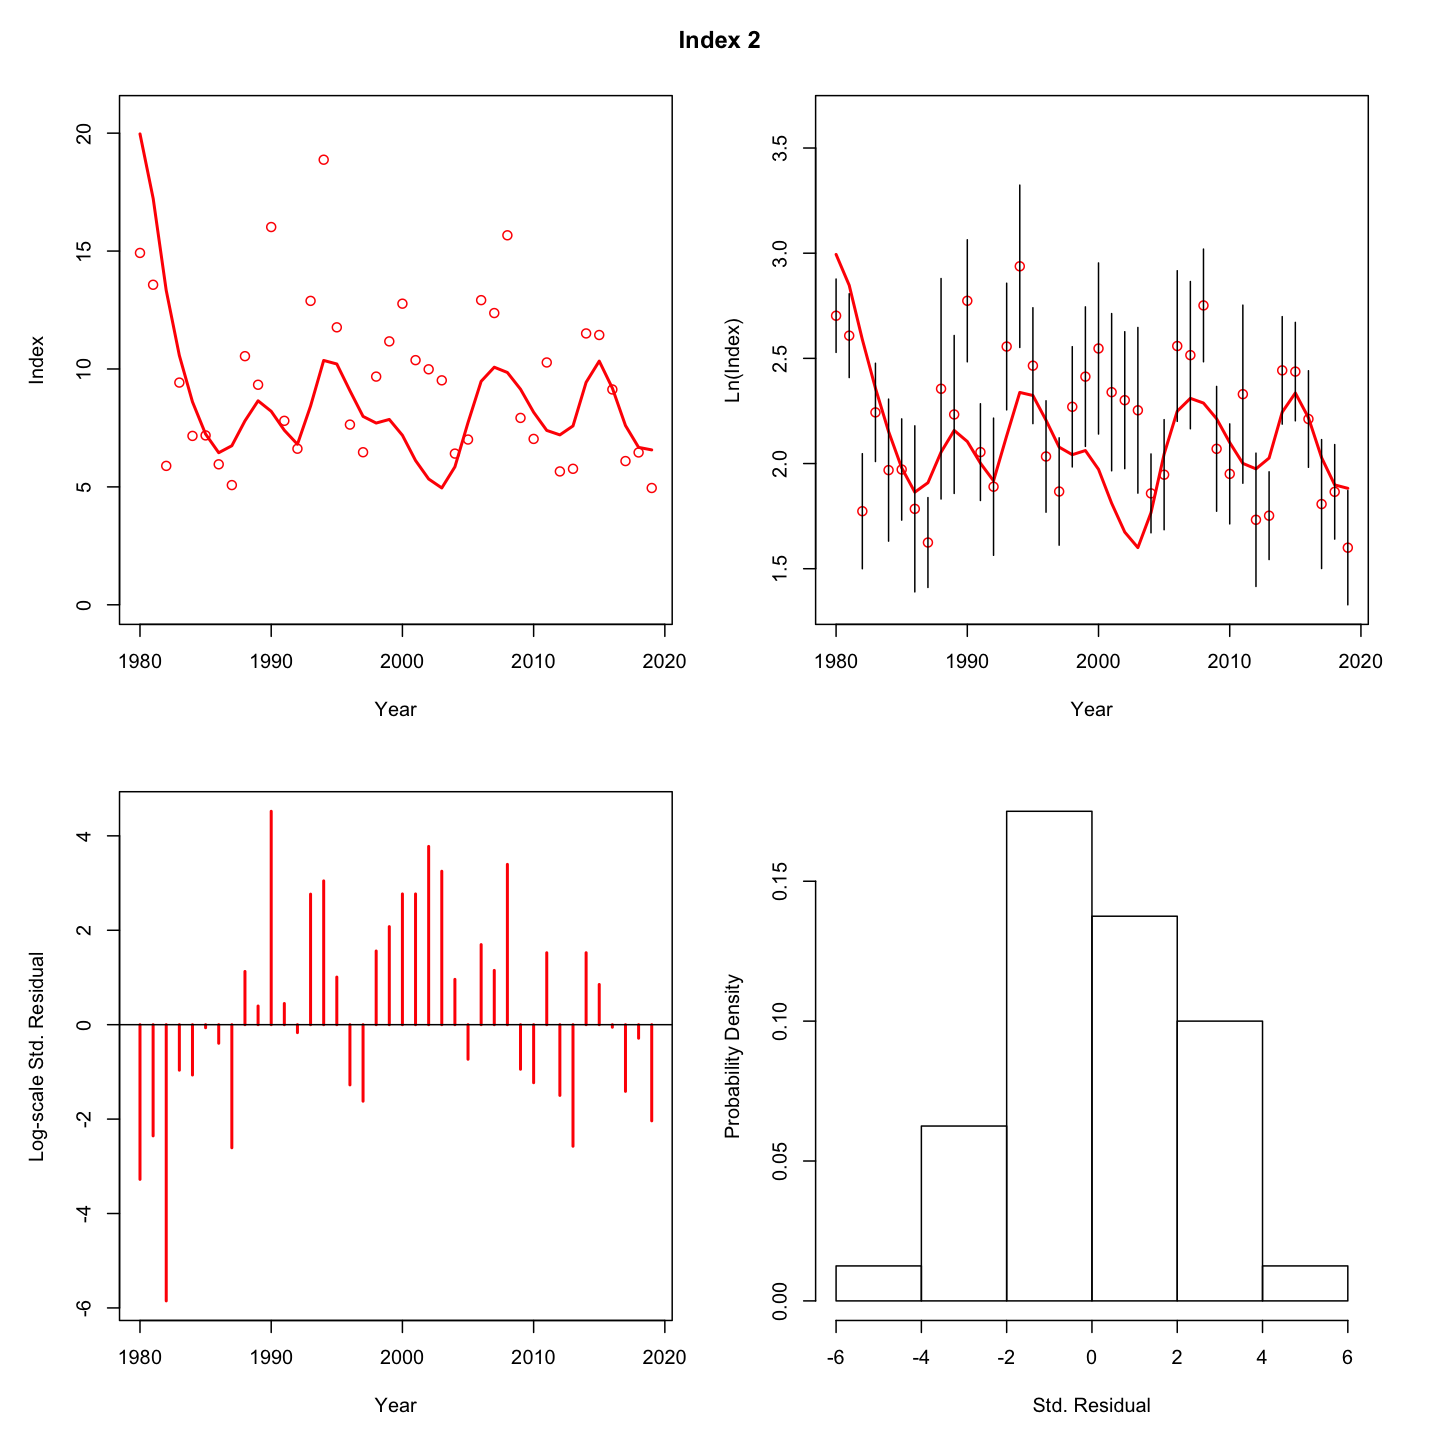 Index 2
Index
20
15
10
5
0
1980 1990 2000 2010 2020
Year
Ln(Index)
3.5
3.0
2.5
2.0
1.5
1980 1990 2000 2010 2020
Year
Log-scale Std. Residual
4
2
0
-2
-4
-6
1980 1990 2000 2010 2020
Year
Probability Density
0.15
0.10
0.05
0.00
-6 -4 -2 0 2 4 6
Std. Residual